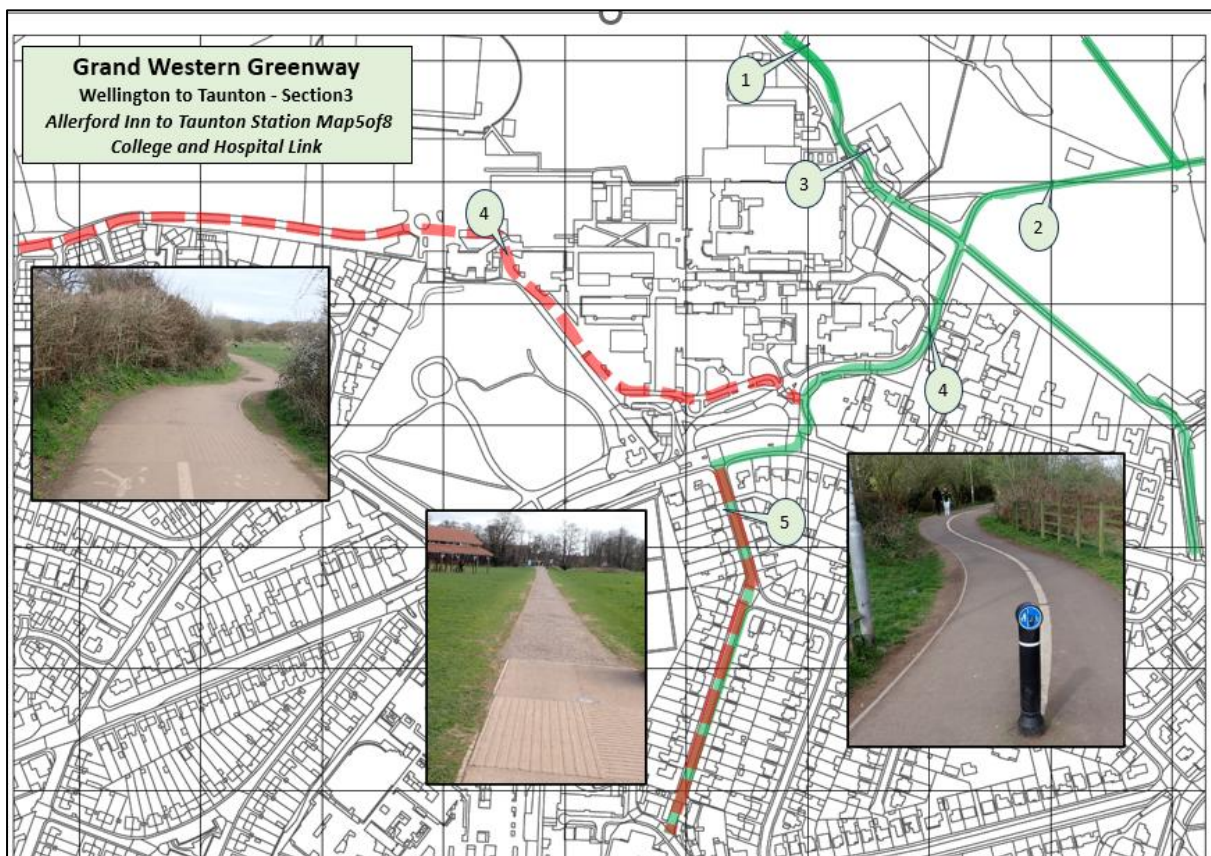 Grand Western Greenway
Wellington to Taunton - Section3
Allerford Inn to Taunton Station Map5of8
College and Hospital Link
1
3
2
4
4
5